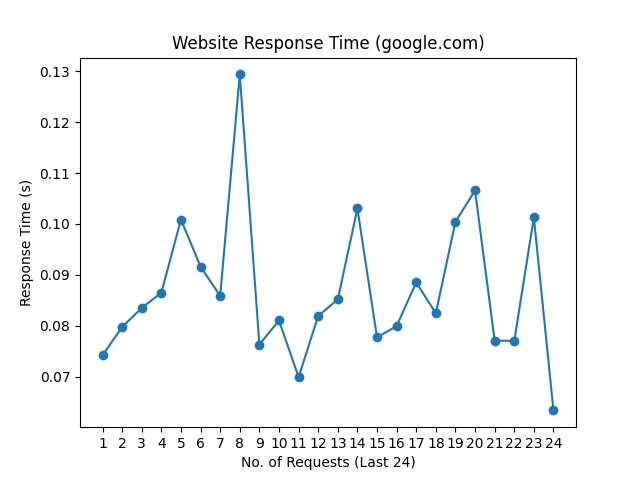 Website Response Time (google.com)
0.13
0.12
0.11
0.10
0.09
0.08
0.07
Response Time (s)
1 2 3 4 5 6 7 8 9 10 11 12 13 14 15 16 17 18 19 20 21 22 23 24
No. of Requests (Last 24)